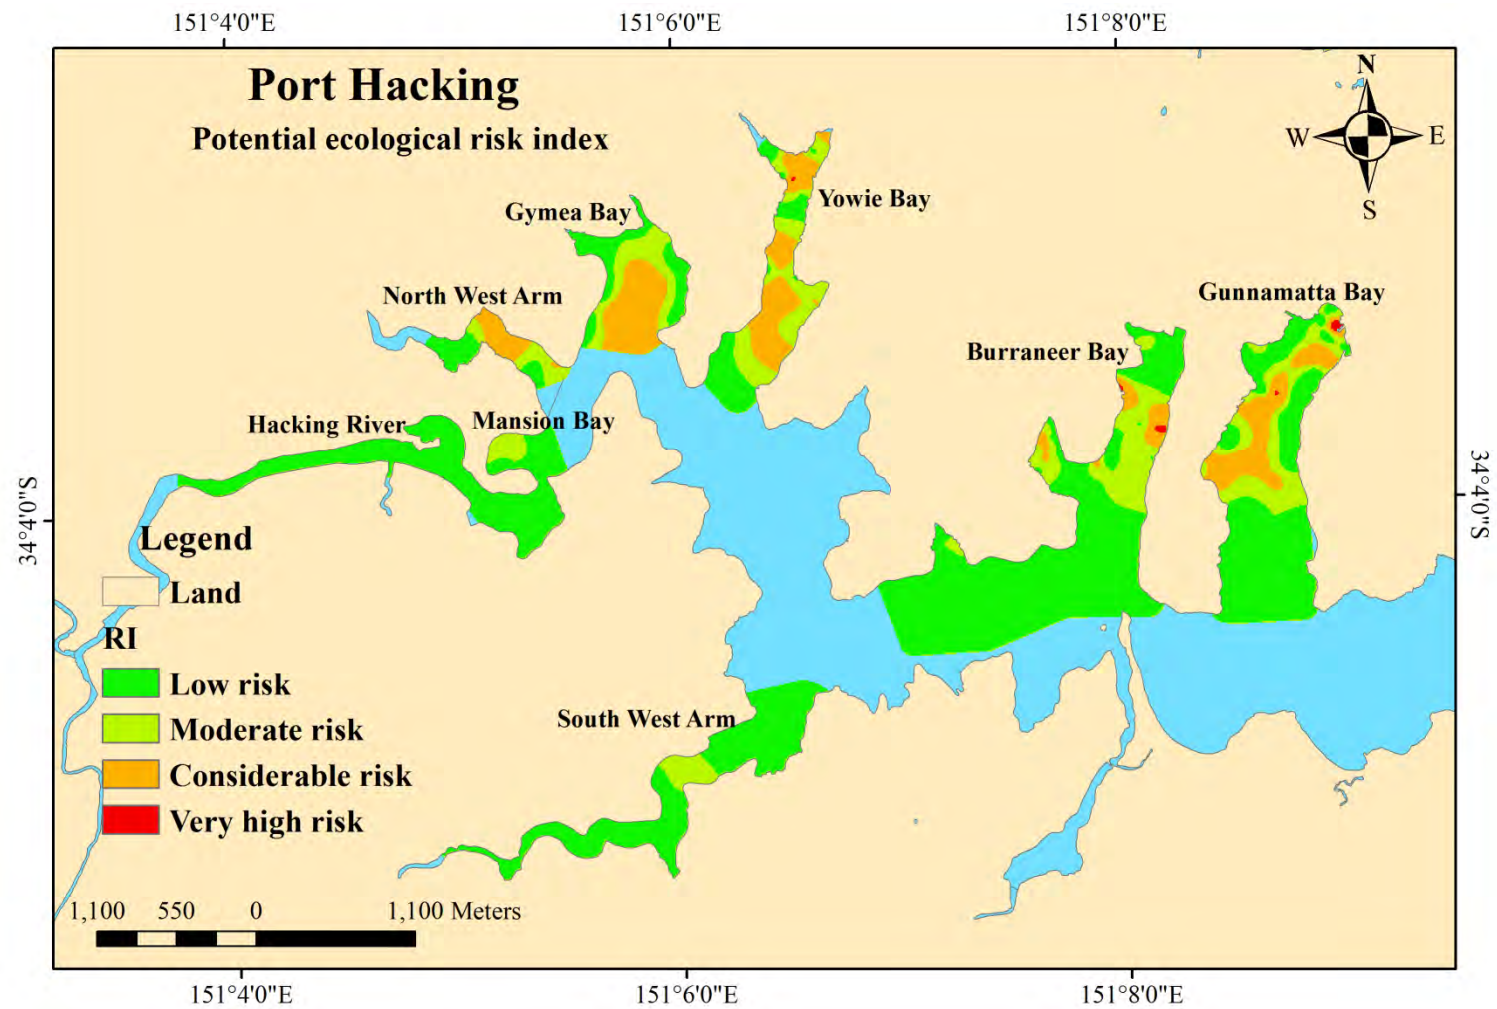 151°4'0"E
151°6'0"E
151°8'0"E
Port Hacking
Potential ecological risk index
N
W
E
S
Yowie Bay
Gymea Bay
North West Arm
Gunnamatta Bay
Burraneer Bay
Hacking River
Mansion Bay
34°4'0"S
34°4'0"S
Legend
Land
RI
Low risk
Moderate risk
Considerable risk
Very high risk
South West Arm
1,100 550 0 1,100 Meters
151°4'0"E
151°6'0"E
151°8'0"E